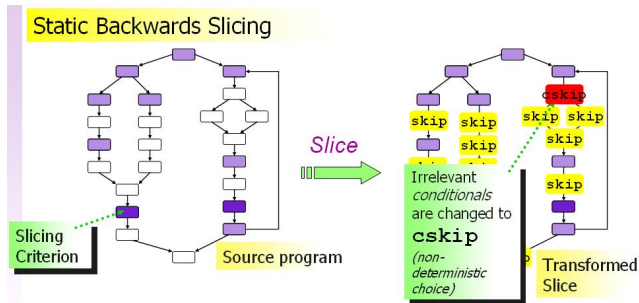 Static Backwards Slicing
cskip
skip
skip
skip
skip
skip
skip
skip
Slice
Irrelevant
conditionals
are changed to
cskip
(non-
deterministic
choice)
Slicing
Criterion
Source program
Transformed
Slice